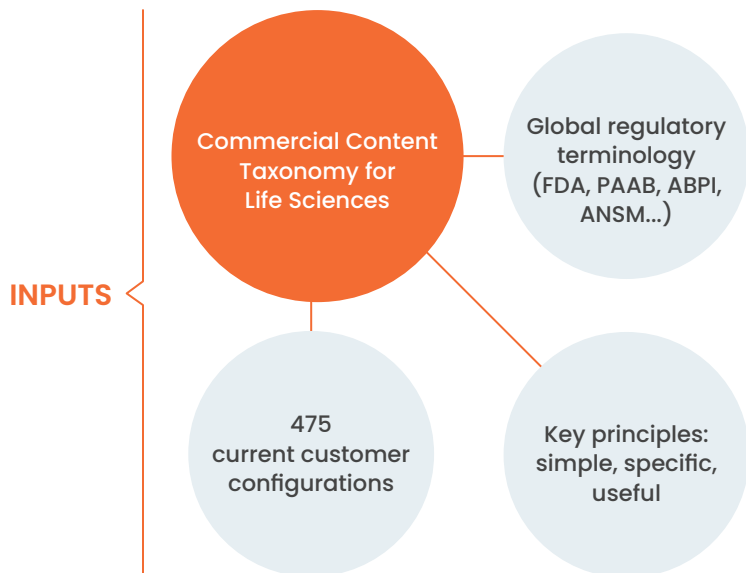 INPUTS
Commercial Content
Taxonomy for
Life Sciences
Global regulatory
terminology
(FDA, PAAB, ABPI,
ANSM...)
475
current customer
configurations
Key principles:
simple, specific,
useful